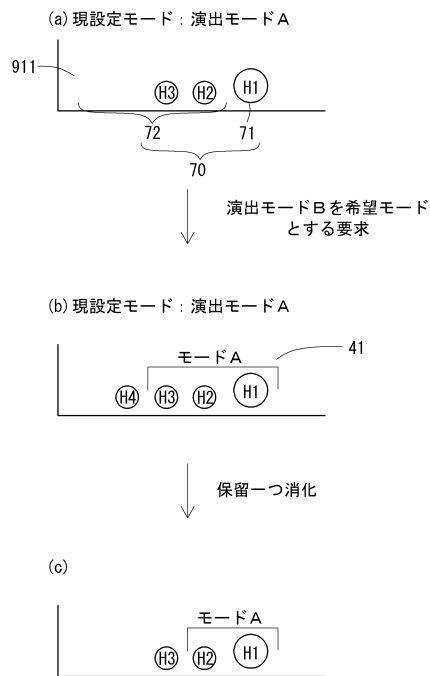 (a) 現設定モード：演出モードA
911
H3 H2 H1
72 71
70
演出モードBを希望モード
とする要求
(b) 現設定モード：演出モードA
モードA 41
H4 H3 H2 H1
保留一つ消化
(c)
モードA
H3 H2 H1